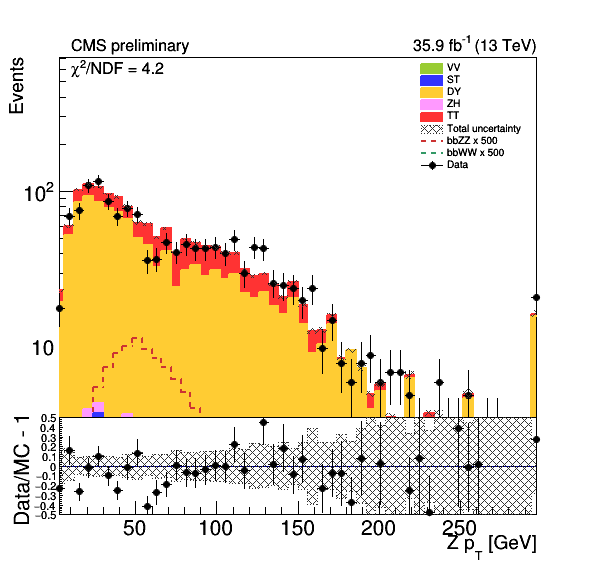 CMS preliminary
35.9 fb⁻¹ (13 TeV)
χ²/NDF = 4.2
Events
VV
ST
DY
ZH
TT
Total uncertainty
bbZZ x 500
bbWW x 500
Data
10²
10
Data/MC - 1
0.5
0.4
0.3
0.2
0.1
0
-0.1
-0.2
-0.3
-0.4
-0.5
50 100 150 200 250
Z p_T [GeV]